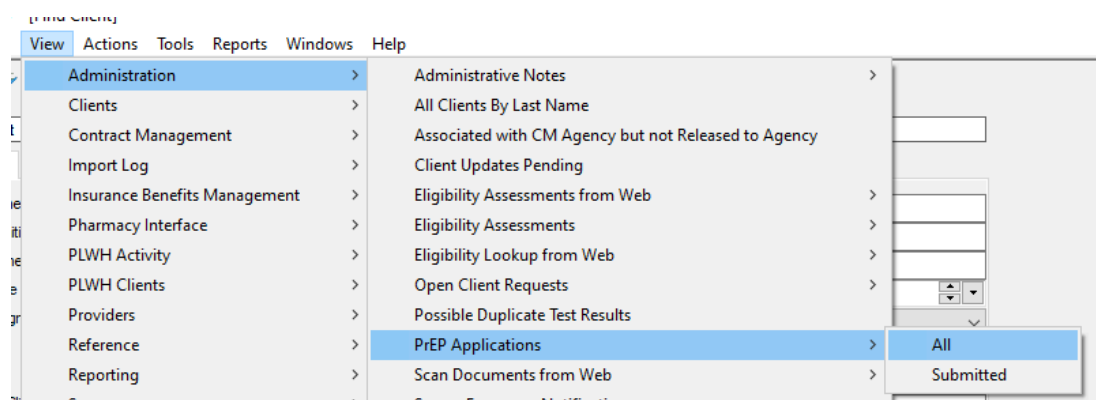 [Find Client]
View Actions Tools Reports Windows Help
Administration
Clients
Contract Management
Import Log
Insurance Benefits Management
Pharmacy Interface
PLWH Activity
PLWH Clients
Providers
Reference
Reporting
Administrative Notes
All Clients By Last Name
Associated with CM Agency but not Released to Agency
Client Updates Pending
Eligibility Assessments from Web
Eligibility Assessments
Eligibility Lookup from Web
Open Client Requests
Possible Duplicate Test Results
PrEP Applications
Scan Documents from Web
All
Submitted